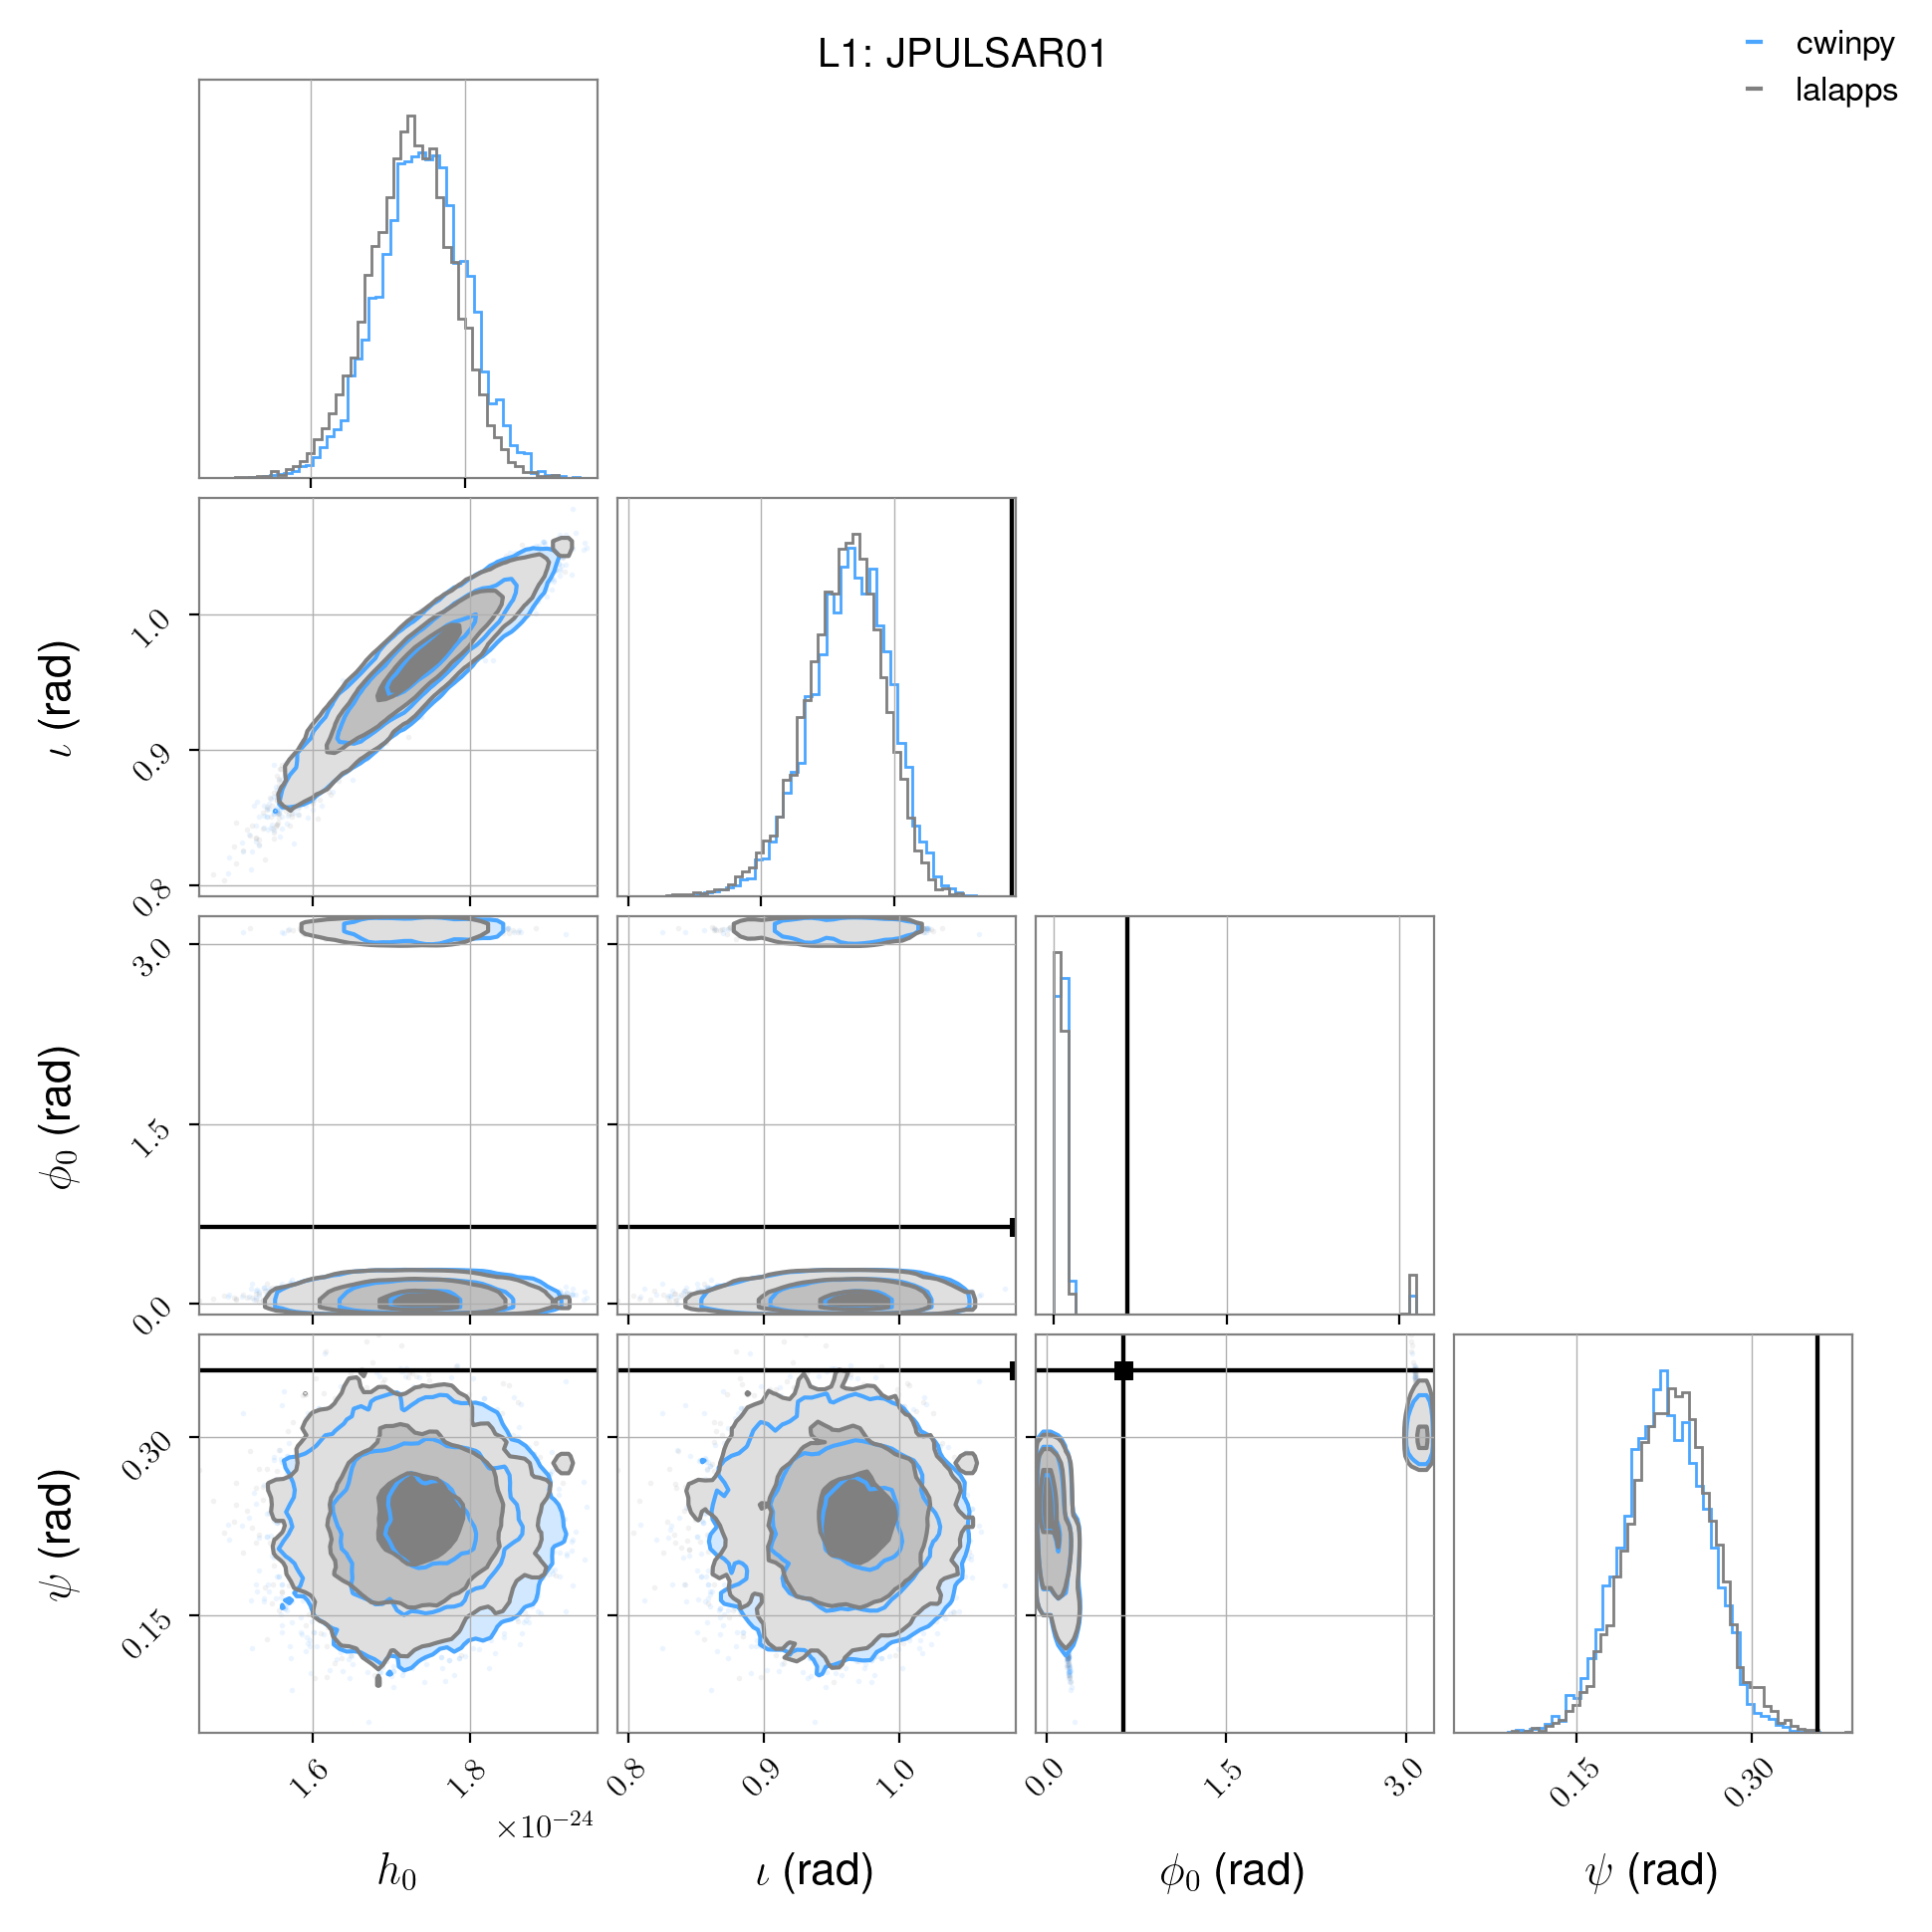 L1: JPULSAR01
cwinpy
lalapps
ι (rad)
1.0
0.9
0.8
ϕ₀ (rad)
3.0
1.5
0.0
ψ (rad)
0.30
0.15
1.6 1.8 0.8 0.9 1.0 0.0 1.5 3.0 0.15 0.30
×10⁻²⁴
h₀ ι (rad) ϕ₀ (rad) ψ (rad)